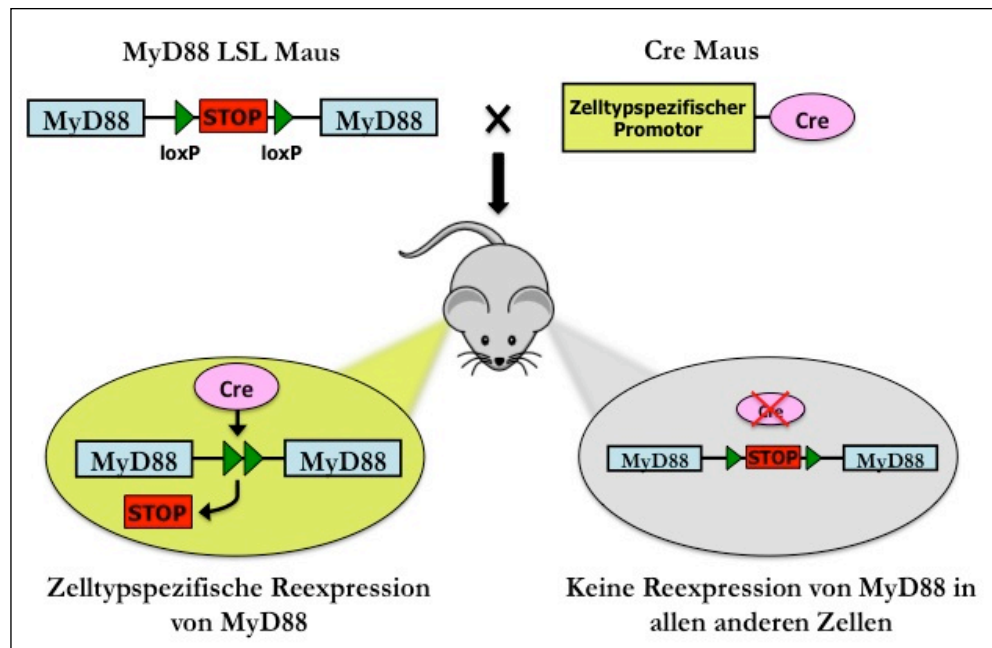 MyD88 LSL Maus
MyD88 STOP MyD88
loxP loxP
Cre Maus
Zelltypspezifischer
Promotor
Cre
Cre
MyD88 MyD88
STOP
Zelltypspezifische Reexpression
von MyD88
Cre
MyD88 STOP MyD88
Keine Reexpression von MyD88 in
allen anderen Zellen